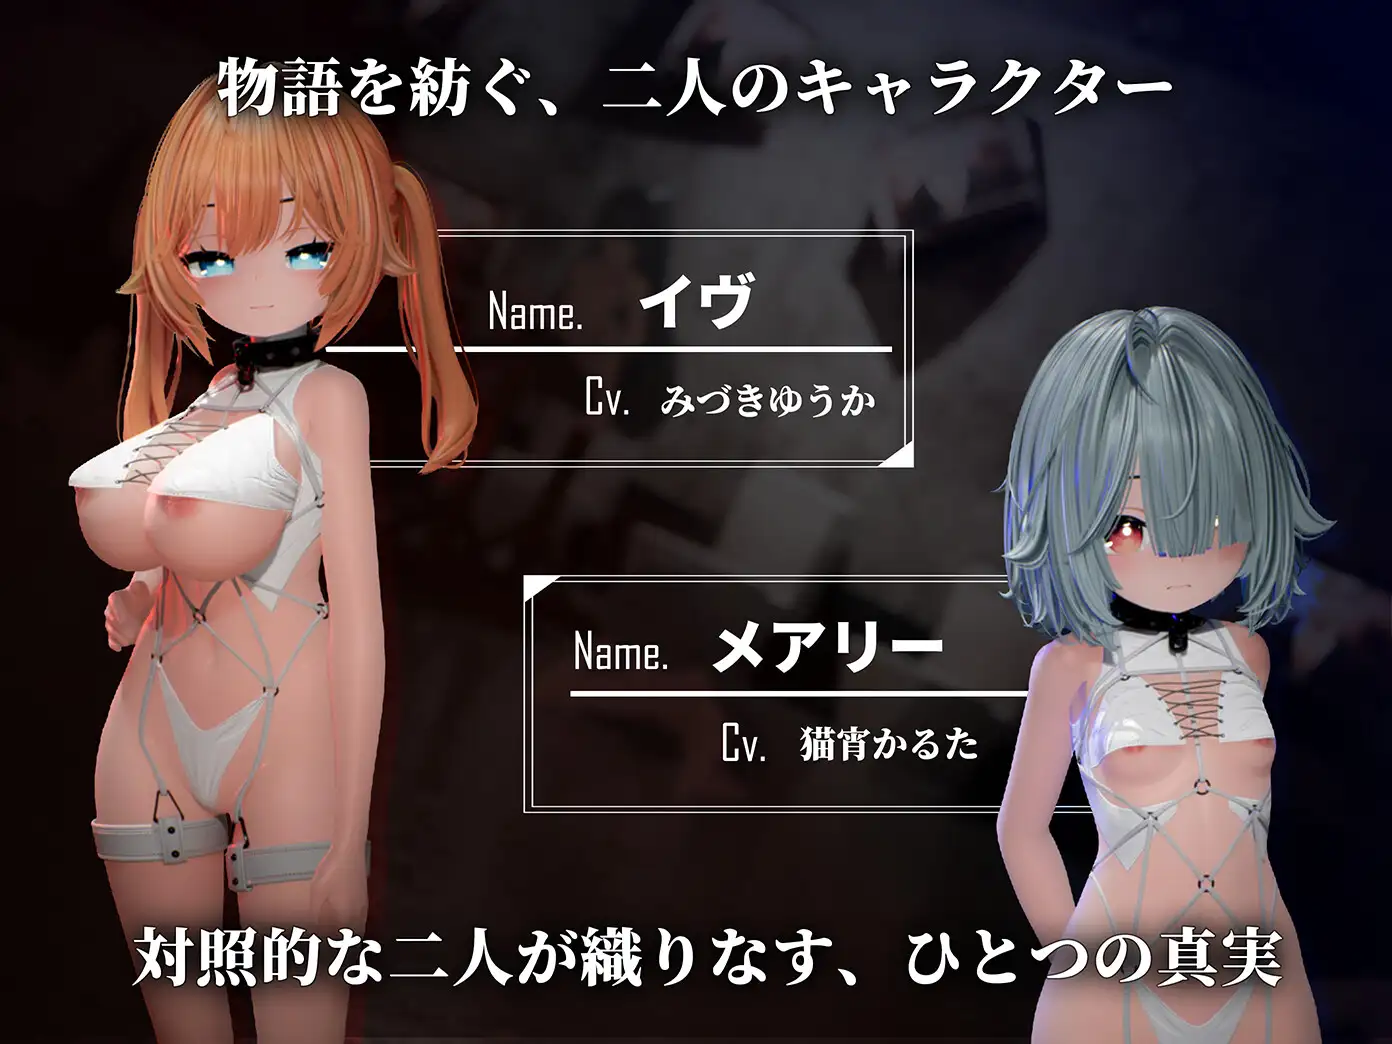 物語を紡ぐ、二人のキャラクター
Name. イヴ
Cv. みづきゆうか
Name. メアリー
Cv. 猫宵かるた
対照的な二人が織りなす、ひとつの真実